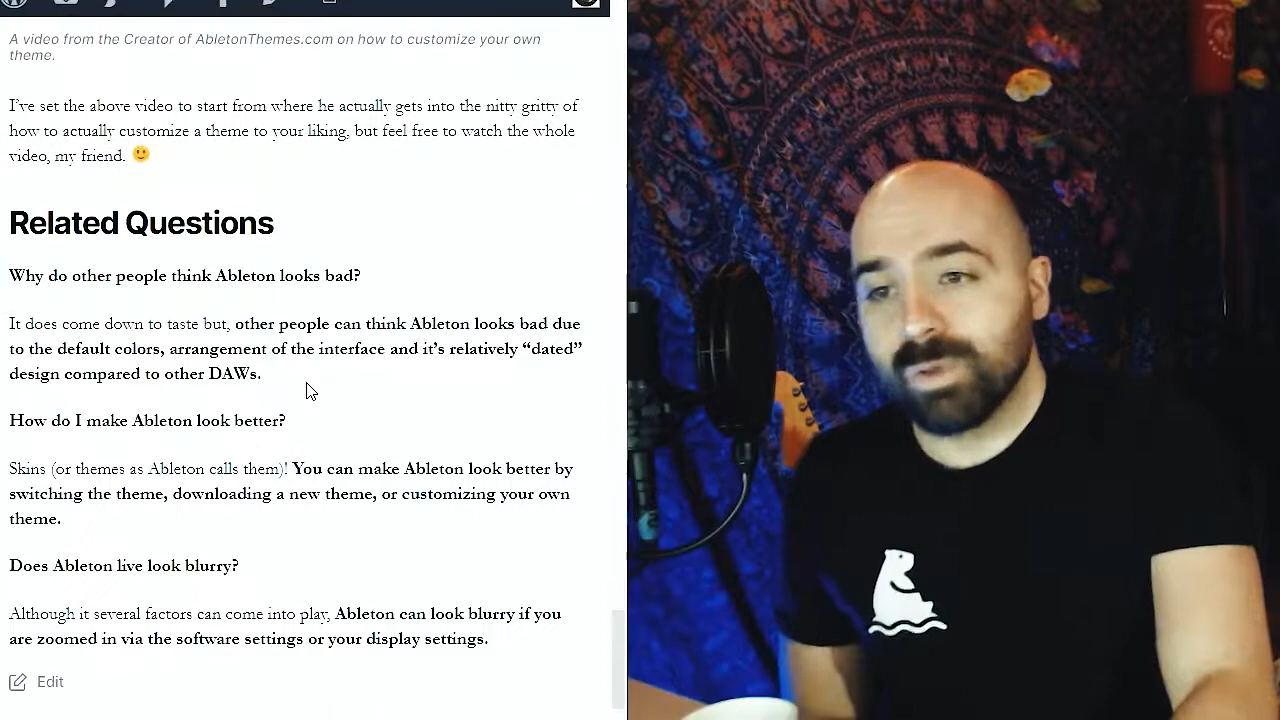 A video from the Creator of AbletonThemes.com on how to customize your own
theme.
I've set the above video to start from where he actually gets into the nitty gritty of
how to actually customize a theme to your liking, but feel free to watch the whole
video, my friend. 🙂
Related Questions
Why do other people think Ableton looks bad?
It does come down to taste but, other people can think Ableton looks bad due
to the default colors, arrangement of the interface and it's relatively “dated”
design compared to other DAWs.
How do I make Ableton look better?
Skins (or themes as Ableton calls them)! You can make Ableton look better by
switching the theme, downloading a new theme, or customizing your own
theme.
Does Ableton live look blurry?
Although it several factors can come into play, Ableton can look blurry if you
are zoomed in via the software settings or your display settings.
Edit